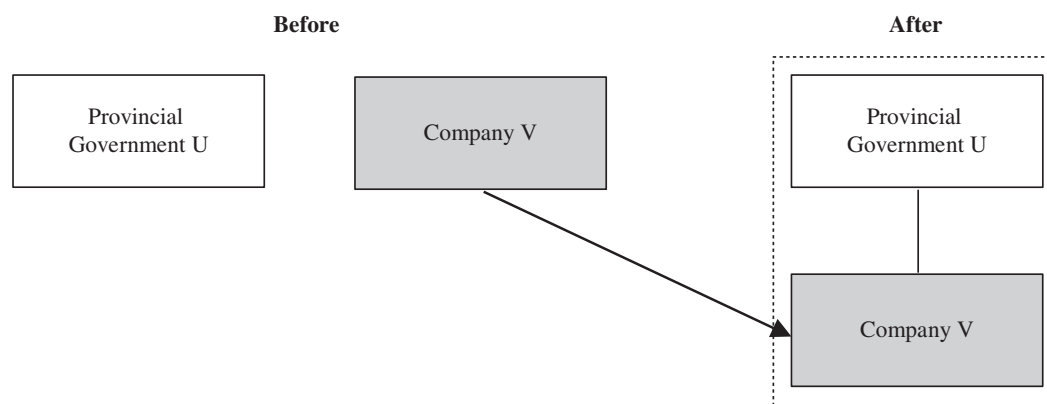 Before
After
Provincial
Government U
Company V
Provincial
Government U
Company V